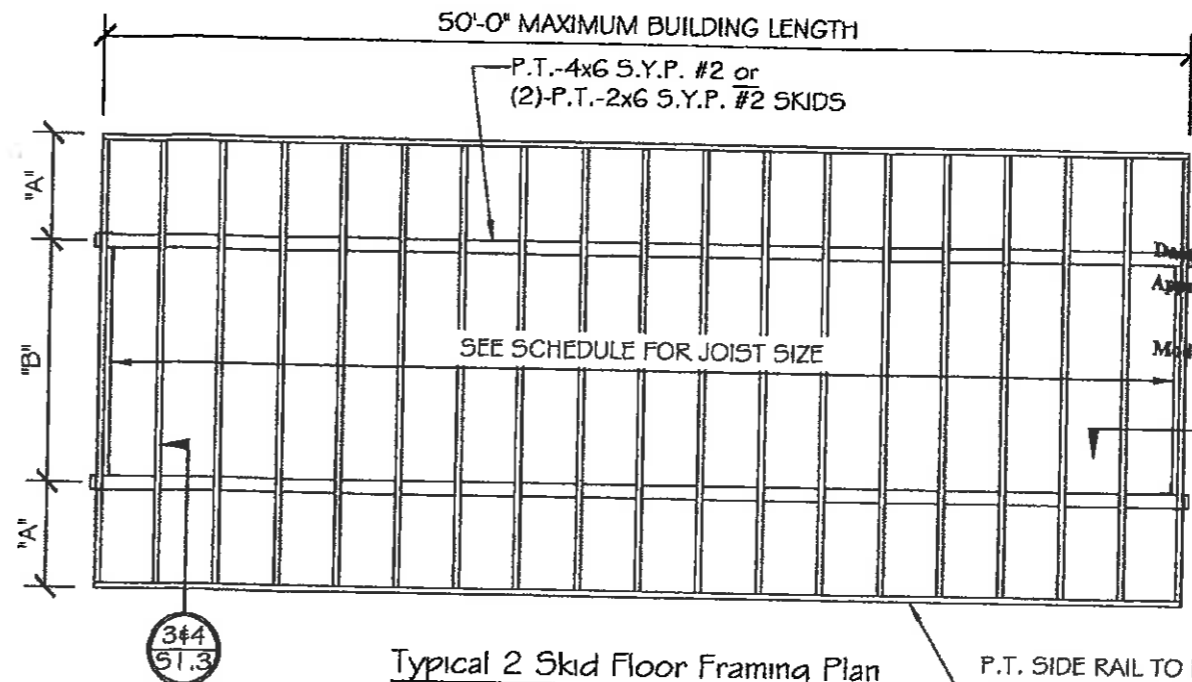 50'-0" MAXIMUM BUILDING LENGTH
P.T.-4x6 S.Y.P. #2 or
(2)-P.T.-2x6 S.Y.P. #2 SKIDS
"A"
"B"
SEE SCHEDULE FOR JOIST SIZE
"A"
3&4
S1.3
Typical 2 Skid Floor Framing Plan
P.T. SIDE RAIL TO